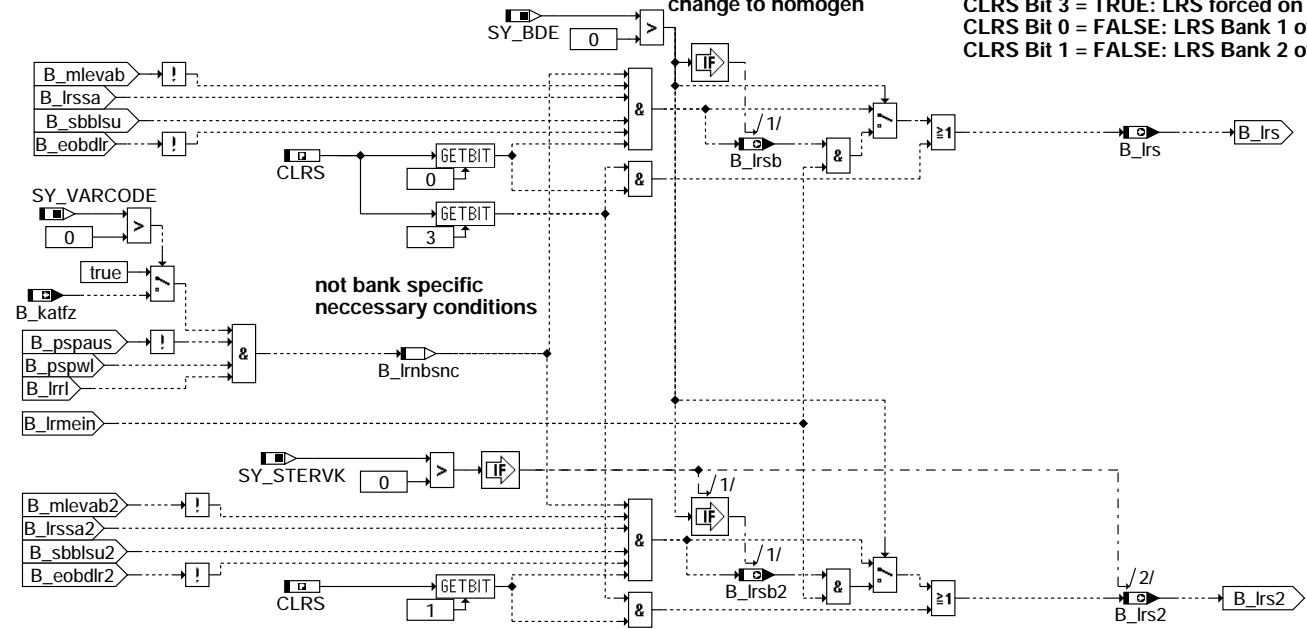 change to homogen
CLRS Bit 3 = TRUE: LRS forced on
CLRS Bit 0 = FALSE: LRS Bank 1 o
CLRS Bit 1 = FALSE: LRS Bank 2 o
SY_BDE
0
>
IF
B_mlevab
!
B_lrssa
B_sbblsu
B_eobdlr
!
&
/1/
B_lrsb
&
≥1
B_lrs
B_lrs
CLRS
GETBIT
0
&
GETBIT
3
SY_VARCODE
0
>
true
B_katfz
not bank specific
neccessary conditions
B_pspaus
!
B_pspwl
B_lrrl
&
B_lrnbsnc
B_lrmein
SY_STERVK
0
>
IF
/1/
IF
B_mlevab2
!
B_lrssa2
B_sbblsu2
B_eobdlr2
!
&
/1/
B_lrsb2
&
≥1
/2/
B_lrs2
B_lrs2
CLRS
GETBIT
1
&